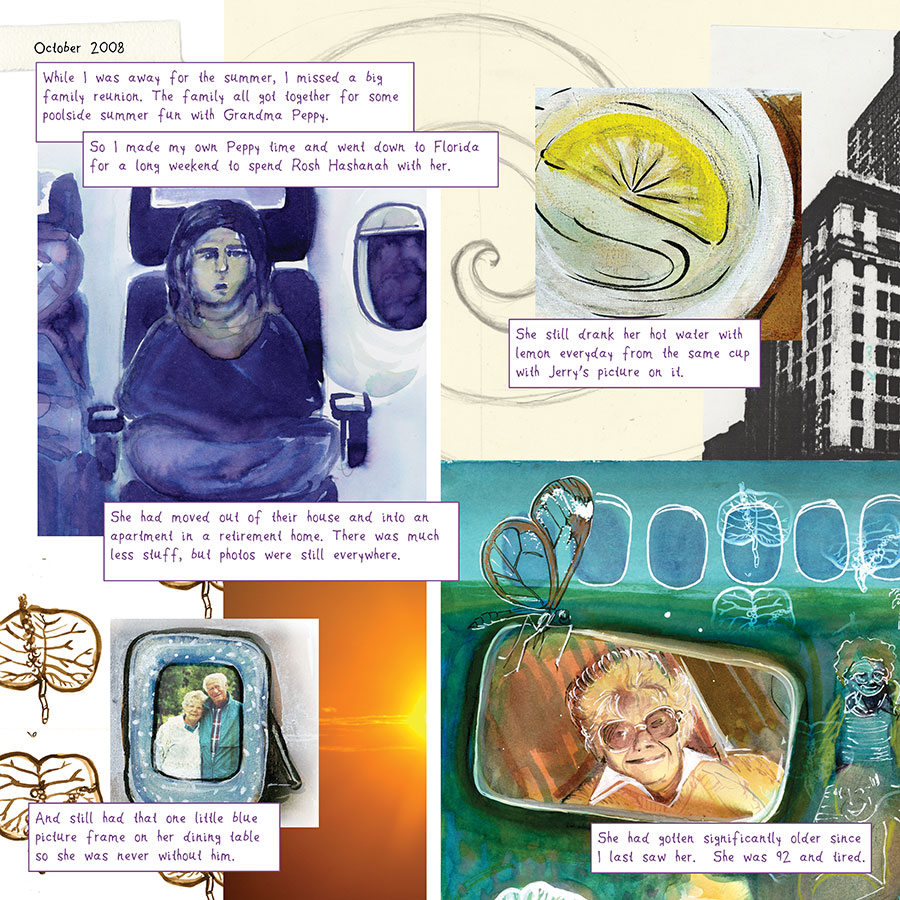 October 2008
While I was away for the summer, I missed a big
family reunion. The family all got together for some
poolside summer fun with Grandma Peppy.
So I made my own Peppy time and went down to Florida
for a long weekend to spend Rosh Hashanah with her.
She still drank her hot water with
lemon everyday from the same cup
with Jerry's picture on it.
She had moved out of their house and into an
apartment in a retirement home. There was much
less stuff, but photos were still everywhere.
And still had that one little blue
picture frame on her dining table
so she was never without him.
She had gotten significantly older since
I last saw her. She was 92 and tired.